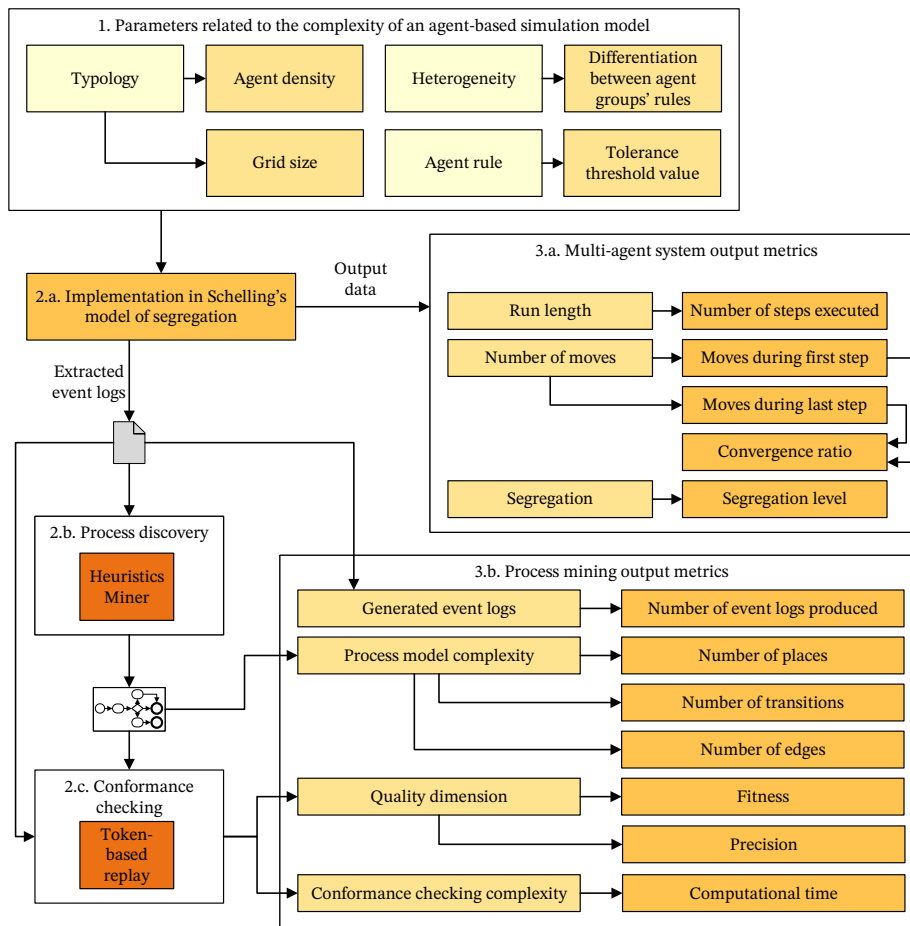 1. Parameters related to the complexity of an agent-based simulation model
Typology
Agent density
Heterogeneity
Differentiation
between agent
groups' rules
Grid size
Agent rule
Tolerance
threshold value
2.a. Implementation in Schelling's
model of segregation
Output
data
Extracted
event logs
3.a. Multi-agent system output metrics
Run length
Number of steps executed
Number of moves
Moves during first step
Moves during last step
Convergence ratio
Segregation
Segregation level
2.b. Process discovery
Heuristics
Miner
2.c. Conformance
checking
Token-
based
replay
3.b. Process mining output metrics
Generated event logs
Number of event logs produced
Process model complexity
Number of places
Number of transitions
Number of edges
Quality dimension
Fitness
Precision
Conformance checking complexity
Computational time